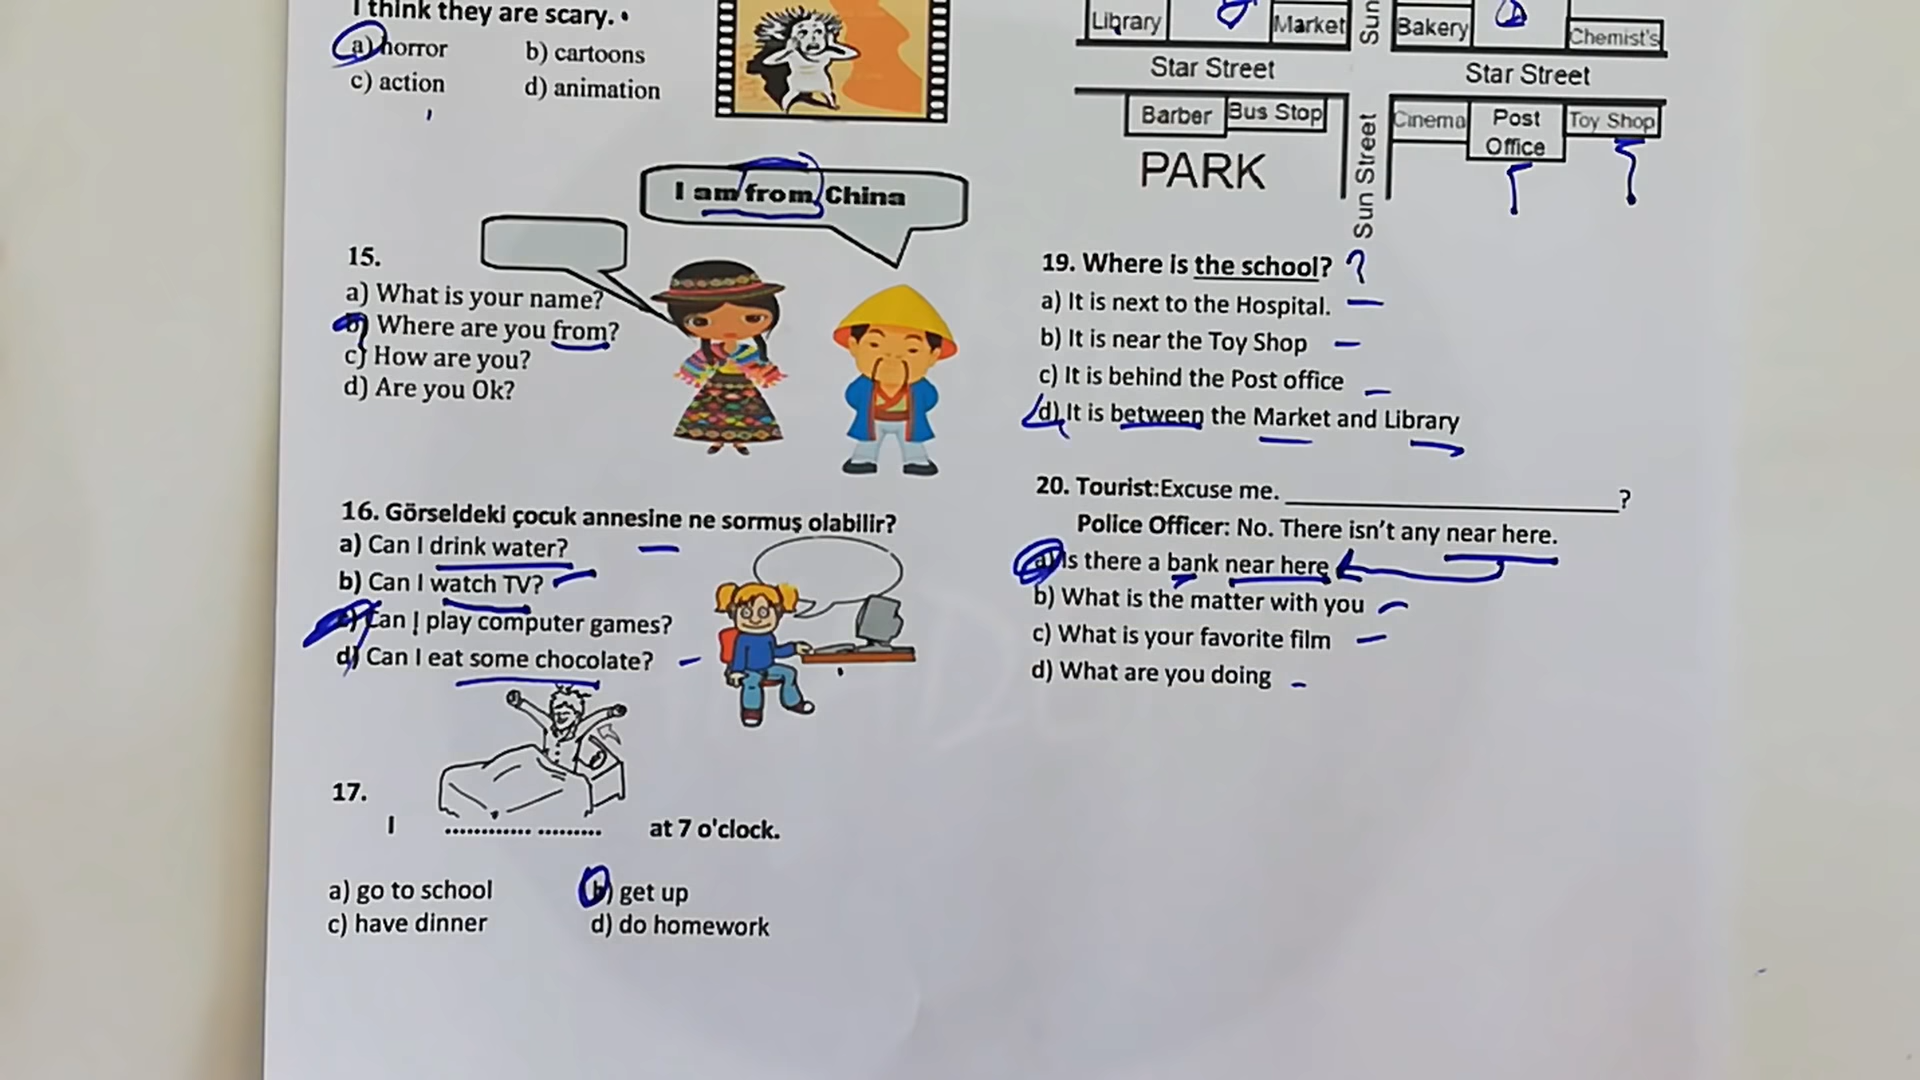 I think they are scary.
a) horror b) cartoons
c) action d) animation
I am from China
15.
a) What is your name?
b) Where are you from?
c) How are you?
d) Are you Ok?
16. Görseldeki çocuk annesine ne sormuş olabilir?
a) Can I drink water?
b) Can I watch TV?
c) Can I play computer games?
d) Can I eat some chocolate?
17.
I ............ ......... at 7 o'clock.
a) go to school b) get up
c) have dinner d) do homework
Library Market Sun Bakery Chemist's
Star Street Star Street
Barber Bus Stop Cinema Post Office Toy Shop
PARK
Sun Street
19. Where is the school?
a) It is next to the Hospital.
b) It is near the Toy Shop
c) It is behind the Post office
d) It is between the Market and Library
20. Tourist:Excuse me. ______________________________?
Police Officer: No. There isn't any near here.
a) Is there a bank near here
b) What is the matter with you
c) What is your favorite film
d) What are you doing